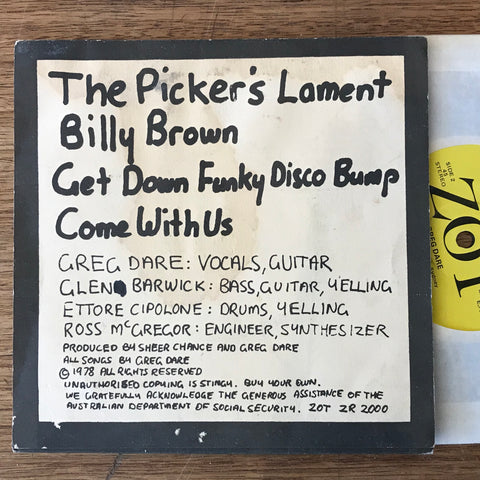 The Picker's Lament
Billy Brown
Get Down Funky Disco Bump
Come With Us
GREG DARE: VOCALS, GUITAR
GLEN BARWICK: BASS, GUITAR, YELLING
ETTORE CIPOLONE: DRUMS, YELLING
ROSS McGREGOR: ENGINEER, SYNTHESIZER
PRODUCED BY SHEER CHANCE AND GREG DARE
ALL SONGS BY GREG DARE
© 1978 ALL RIGHTS RESERVED
UNAUTHORISED COPYING IS STINGY. BUY YOUR OWN.
WE GRATEFULLY ACKNOWLEDGE THE GENEROUS ASSISTANCE OF THE
AUSTRALIAN DEPARTMENT OF SOCIAL SECURITY. ZOT ZR 2000
SIDE 2
45
STEREO
ZOT
GREG DARE